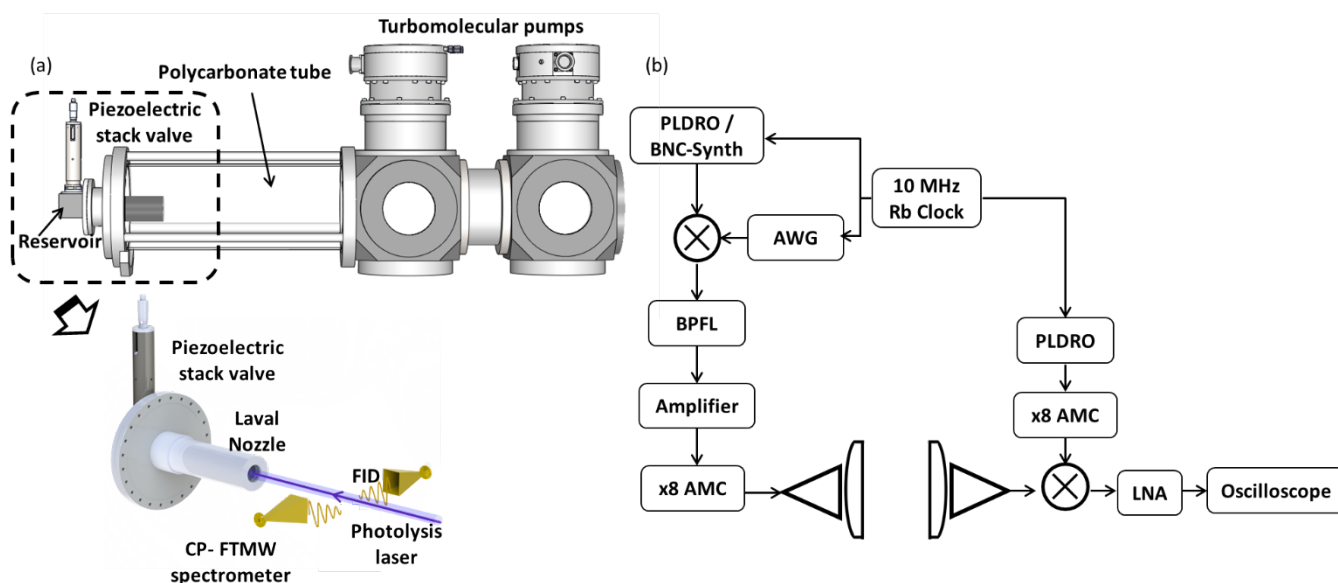 Turbomolecular pumps
(a)
Polycarbonate tube
Piezoelectric
stack valve
Reservoir
Piezoelectric
stack valve
Laval
Nozzle
FID
Photolysis
laser
CP- FTMW
spectrometer
(b)
PLDRO /
BNC-Synth
10 MHz
Rb Clock
AWG
BPFL
Amplifier
x8 AMC
PLDRO
x8 AMC
LNA
Oscilloscope